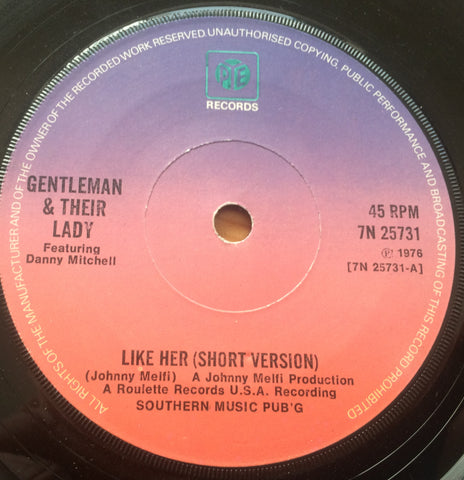 ALL RIGHTS OF THE MANUFACTURER AND OF THE OWNER OF THE RECORDED WORK RESERVED. UNAUTHORISED COPYING, PUBLIC PERFORMANCE AND BROADCASTING OF THIS RECORD PROHIBITED
PYE
RECORDS
GENTLEMAN
& THEIR
LADY
Featuring
Danny Mitchell
45 RPM
7N 25731
Ⓟ 1976
[7N 25731-A]
LIKE HER (SHORT VERSION)
(Johnny Melfi) A Johnny Melfi Production
A Roulette Records U.S.A. Recording
SOUTHERN MUSIC PUB'G